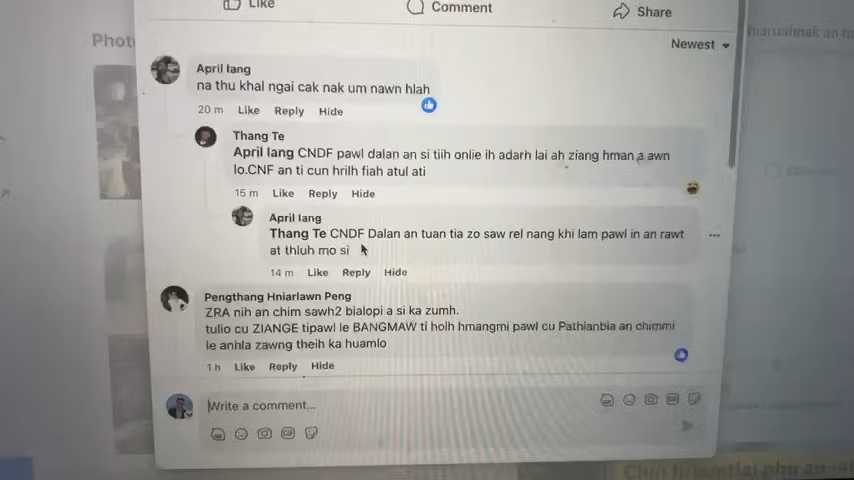 Like
Comment
Share
Newest
Phot
April Iang
na thu khal ngai cak nak um nawn hlah
20 m Like Reply Hide
Thang Te
April Iang CNDF pawl dalan an si tiih onlie ih adarh lai ah ziang hman a awn
lo.CNF an ti cun hrilh fiah atul ati
15 m Like Reply Hide
April Iang
Thang Te CNDF Dalan an tuan tia zo saw rel nang khi lam pawl in an rawt
at thluh mo si
14 m Like Reply Hide
Pengthang Hniarlawn Peng
ZRA nih an chim sawh2 bialopi a si ka zumh.
tulio cu ZIANGE tipawl le BANGMAW ti holh hmangmi pawl cu Pathianbia an chimmi
le anhla zawng theih ka huamlo
1 h Like Reply Hide
Write a comment...